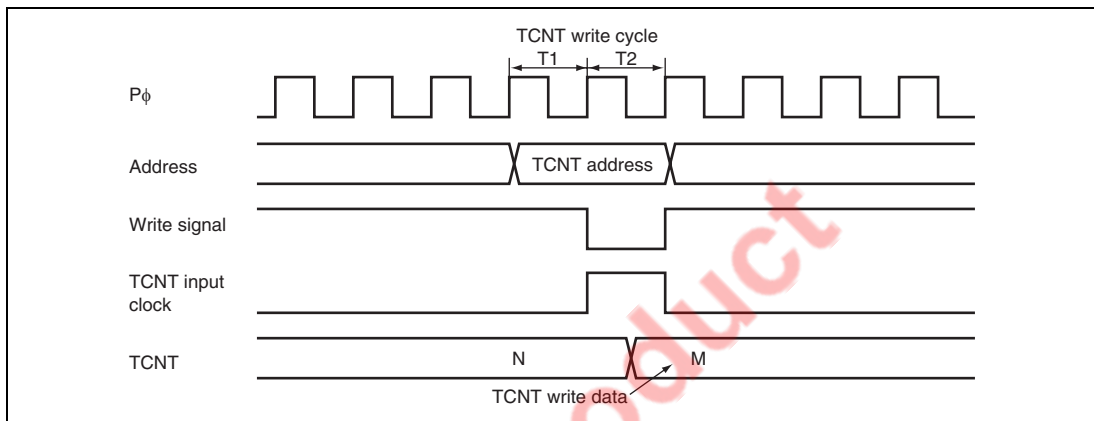 TCNT write cycle
T1 T2
Pϕ
Address
TCNT address
Write signal
TCNT input
clock
TCNT
N
M
TCNT write data